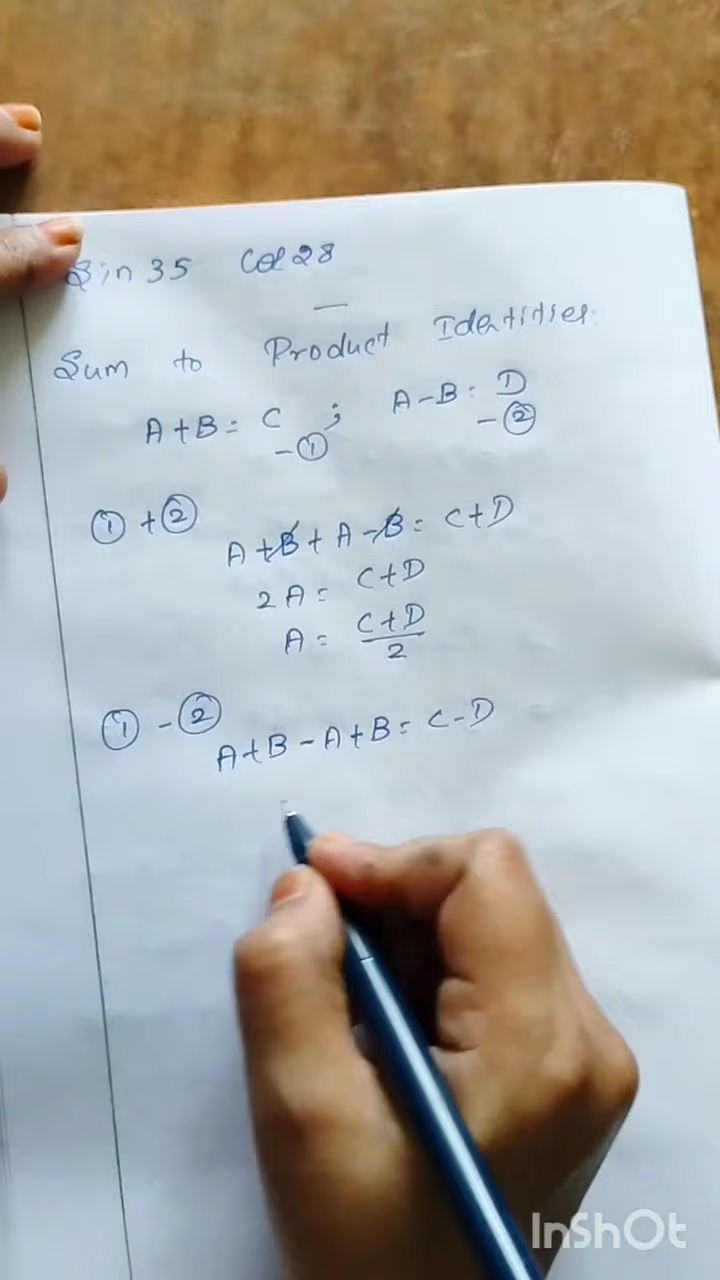 Sin 35 Cos 28
Sum to Product Identities:
A+B = C ; A-B = D
-① -②
① + ②
A+B+A-B = C+D
2A = C+D
A = C+D
2
① - ②
A+B-A+B = C-D
InShOt